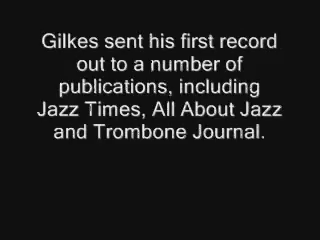 Gilkes sent his first record
out to a number of
publications, including
Jazz Times, All About Jazz
and Trombone Journal.